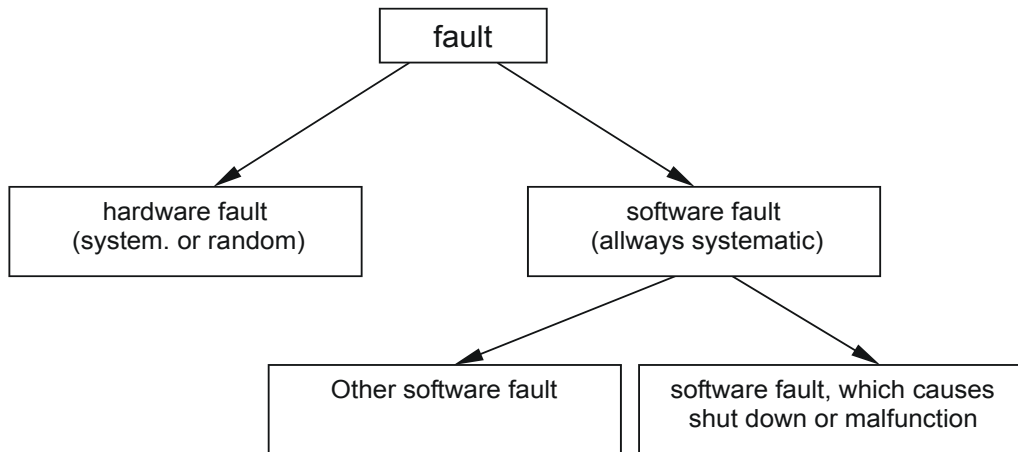 fault
hardware fault
(system. or random)
software fault
(allways systematic)
Other software fault
software fault, which causes
shut down or malfunction